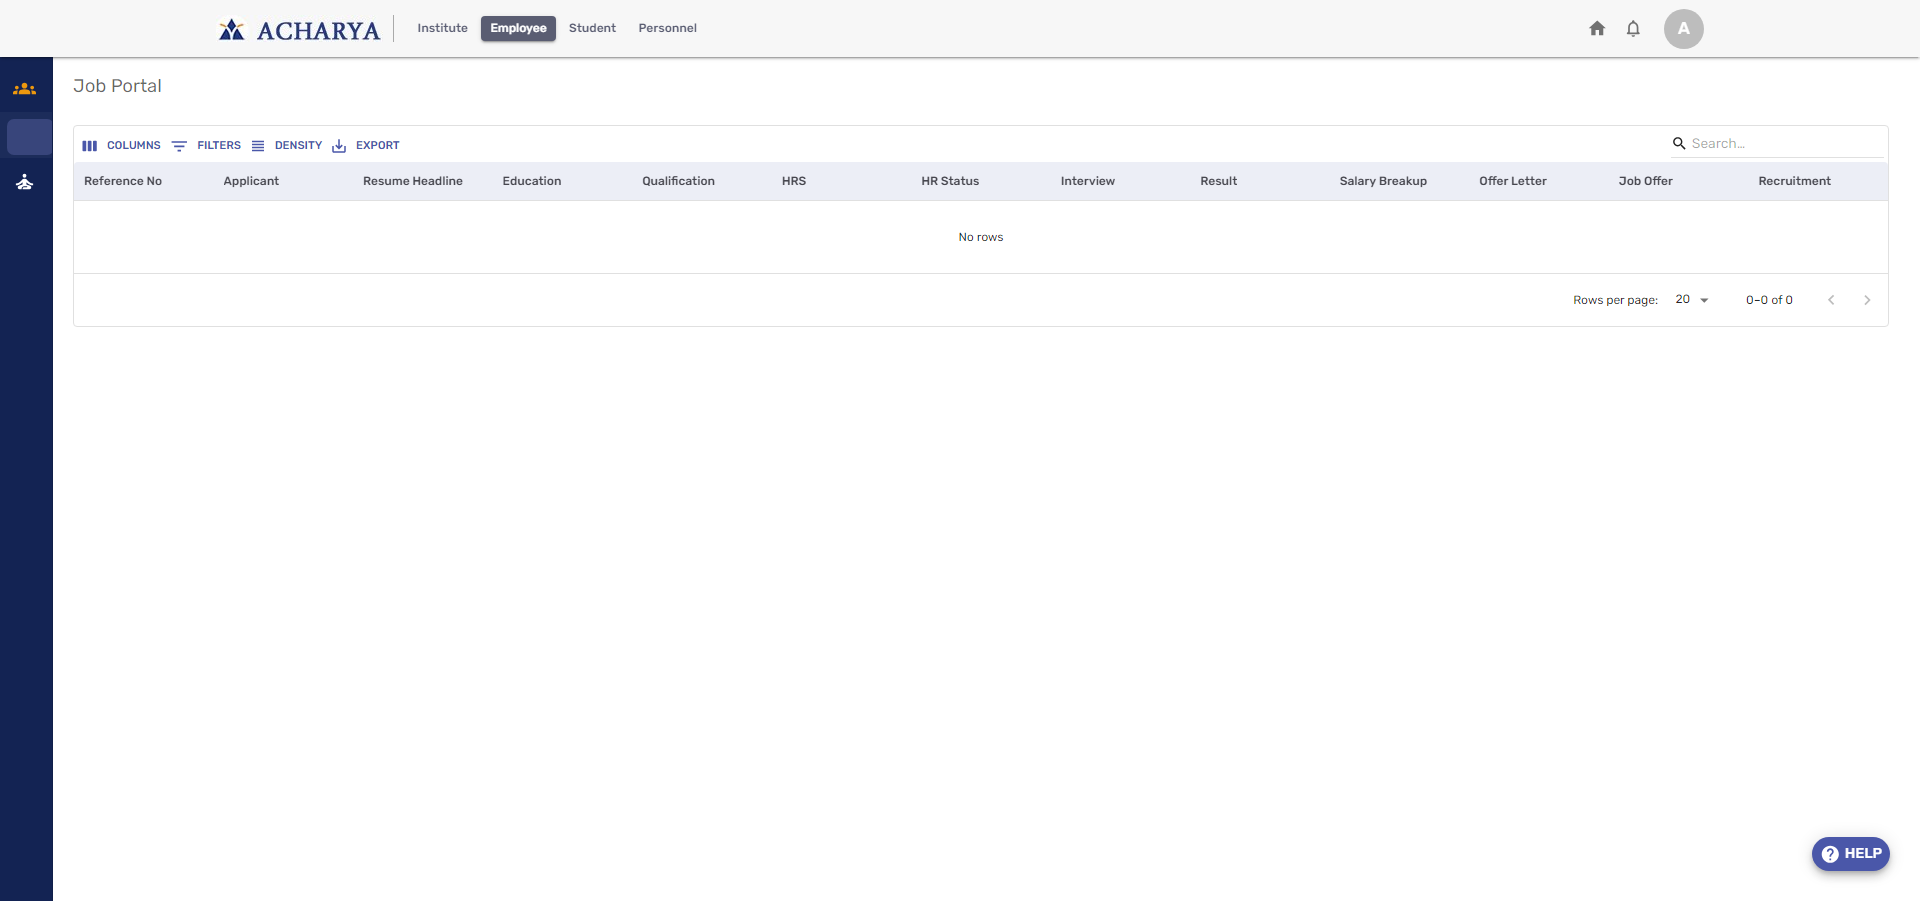 ACHARYA Institute Employee Student Personnel A
Job Portal
COLUMNS FILTERS DENSITY EXPORT Search…
Reference No Applicant Resume Headline Education Qualification HRS HR Status Interview Result Salary Breakup Offer Letter Job Offer Recruitment
No rows
Rows per page: 20 0–0 of 0
HELP